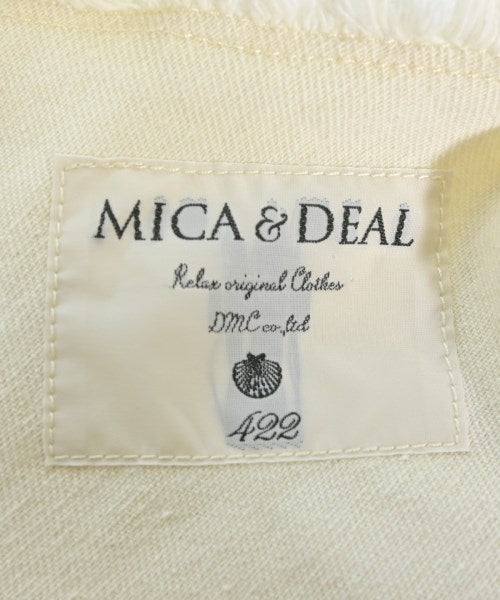 MICA & DEAL
Relax original Clothes
DMC co.,ltd
422